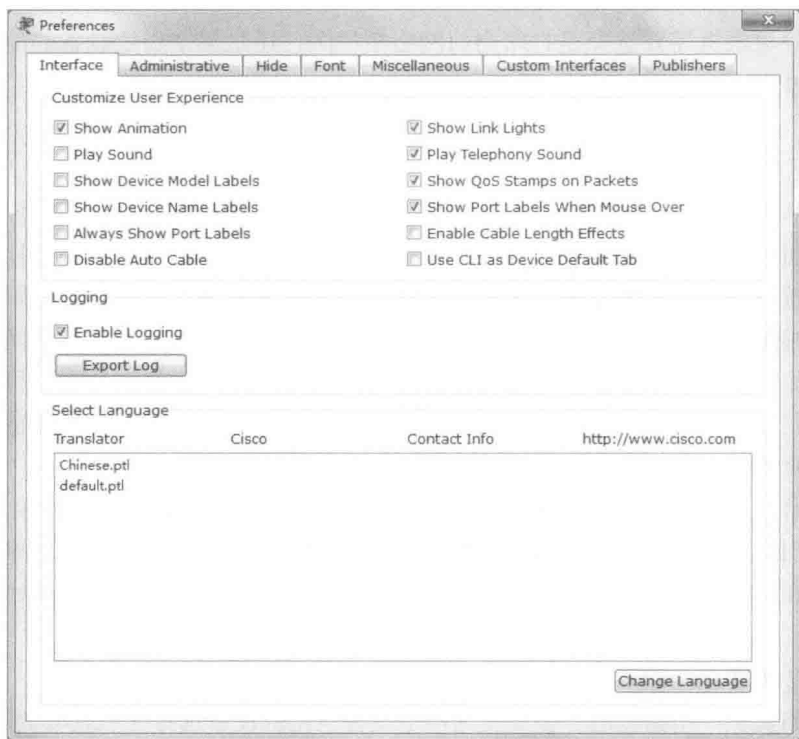 Preferences
Interface Administrative Hide Font Miscellaneous Custom Interfaces Publishers
Customize User Experience
Show Animation
Show Link Lights
Play Sound
Play Telephony Sound
Show Device Model Labels
Show QoS Stamps on Packets
Show Device Name Labels
Show Port Labels When Mouse Over
Always Show Port Labels
Enable Cable Length Effects
Disable Auto Cable
Use CLI as Device Default Tab
Logging
Enable Logging
Export Log
Select Language
Translator Cisco Contact Info http://www.cisco.com
Chinese.ptl
default.ptl
Change Language